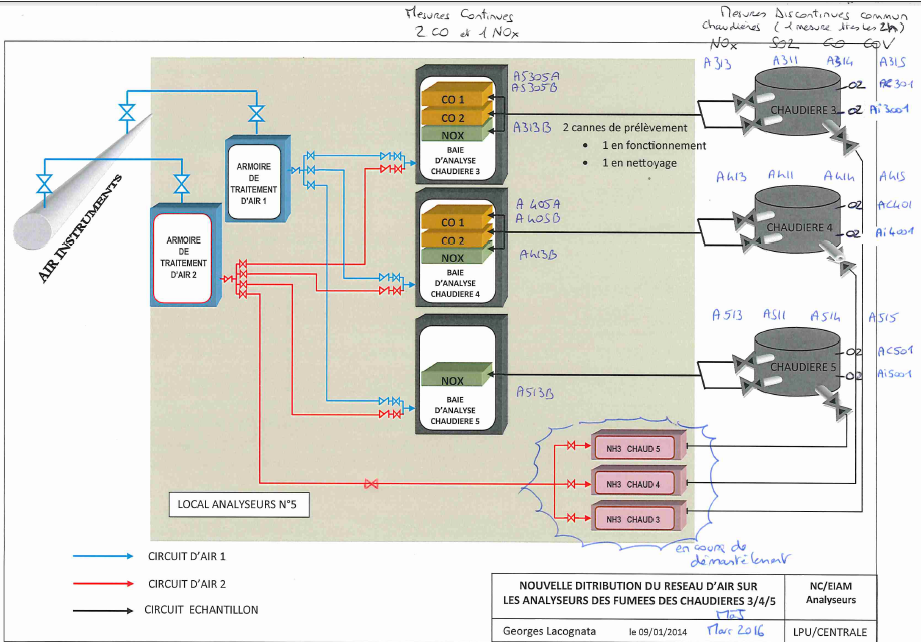 Mesures Continues
2 CO et 1 NOx
Mesures Discontinues commun
Chaudières (1 mesure ttes les 2h)
NOx SO2 CO COV
A313 A311 A314 A315
A5305A
A5305B
CO 1
CO 2
NOX
BAIE
D'ANALYSE
CHAUDIERE 3
A313B
2 cannes de prélèvement
• 1 en fonctionnement
• 1 en nettoyage
CHAUDIERE 3
O2 AC301
O2 Ai3001
AIR INSTRUMENTS
ARMOIRE
DE
TRAITEMENT
D'AIR 1
ARMOIRE
DE
TRAITEMENT
D'AIR 2
A413 A411 A414 A415
A405A
A405B
CO 1
CO 2
NOX
BAIE
D'ANALYSE
CHAUDIERE 4
A413B
CHAUDIERE 4
O2 AC401
O2 Ai4001
A513 A511 A514 A515
NOX
BAIE
D'ANALYSE
CHAUDIERE 5
A513B
CHAUDIERE 5
O2 AC501
O2 Ai5001
NH3 CHAUD 5
NH3 CHAUD 4
NH3 CHAUD 3
LOCAL ANALYSEURS N°5
en cours de
démantèlement
CIRCUIT D'AIR 1
CIRCUIT D'AIR 2
CIRCUIT ECHANTILLON
NOUVELLE DITRIBUTION DU RESEAU D'AIR SUR
LES ANALYSEURS DES FUMEES DES CHAUDIERES 3/4/5
NC/EIAM
Analyseurs
MàJ
Georges Lacognata le 09/01/2014 Marc 2016
LPU/CENTRALE